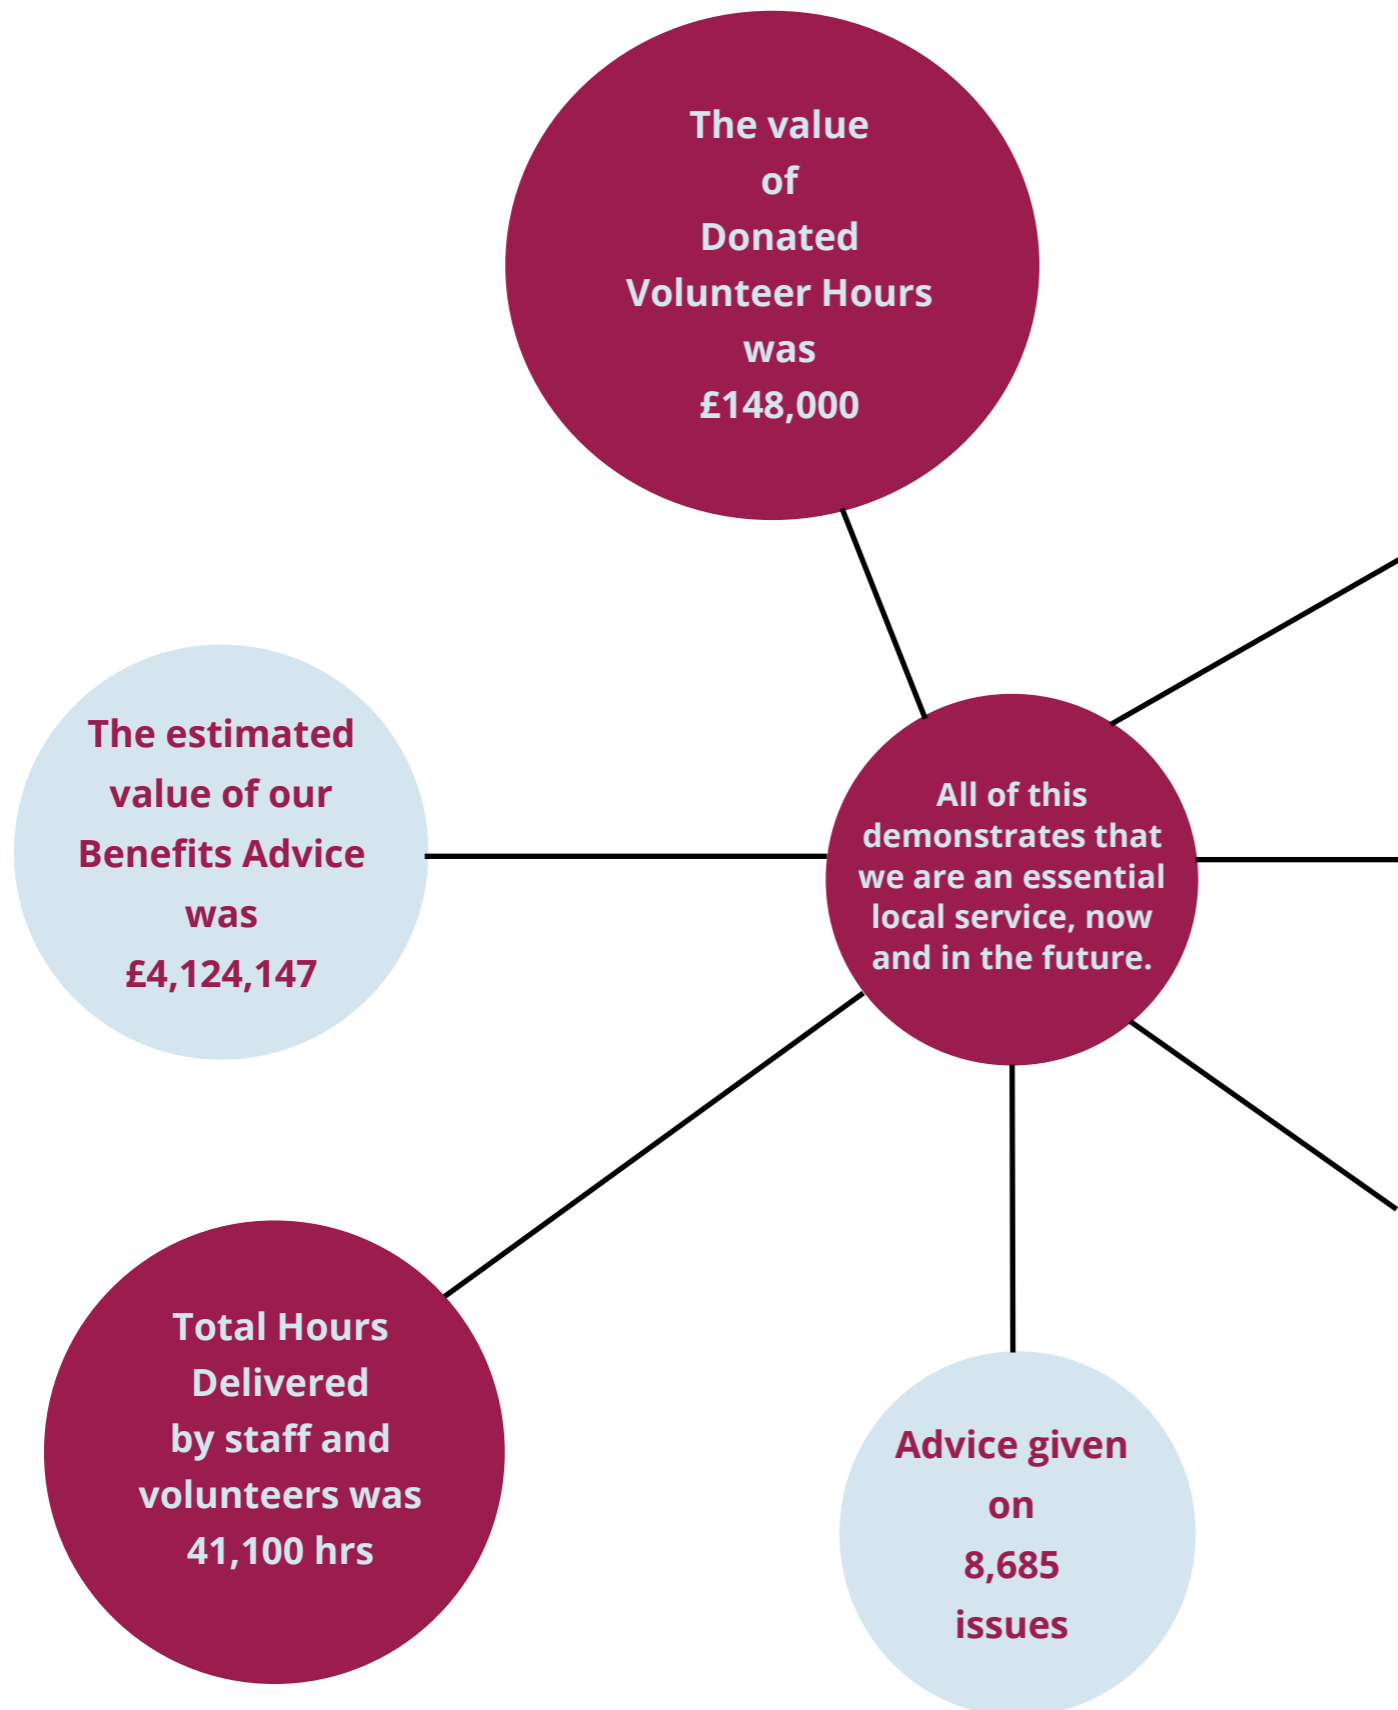 The value
of
Donated
Volunteer Hours
was
£148,000
The estimated
value of our
Benefits Advice
was
£4,124,147
All of this
demonstrates that
we are an essential
local service, now
and in the future.
Total Hours
Delivered
by staff and
volunteers was
41,100 hrs
Advice given
on
8,685
issues